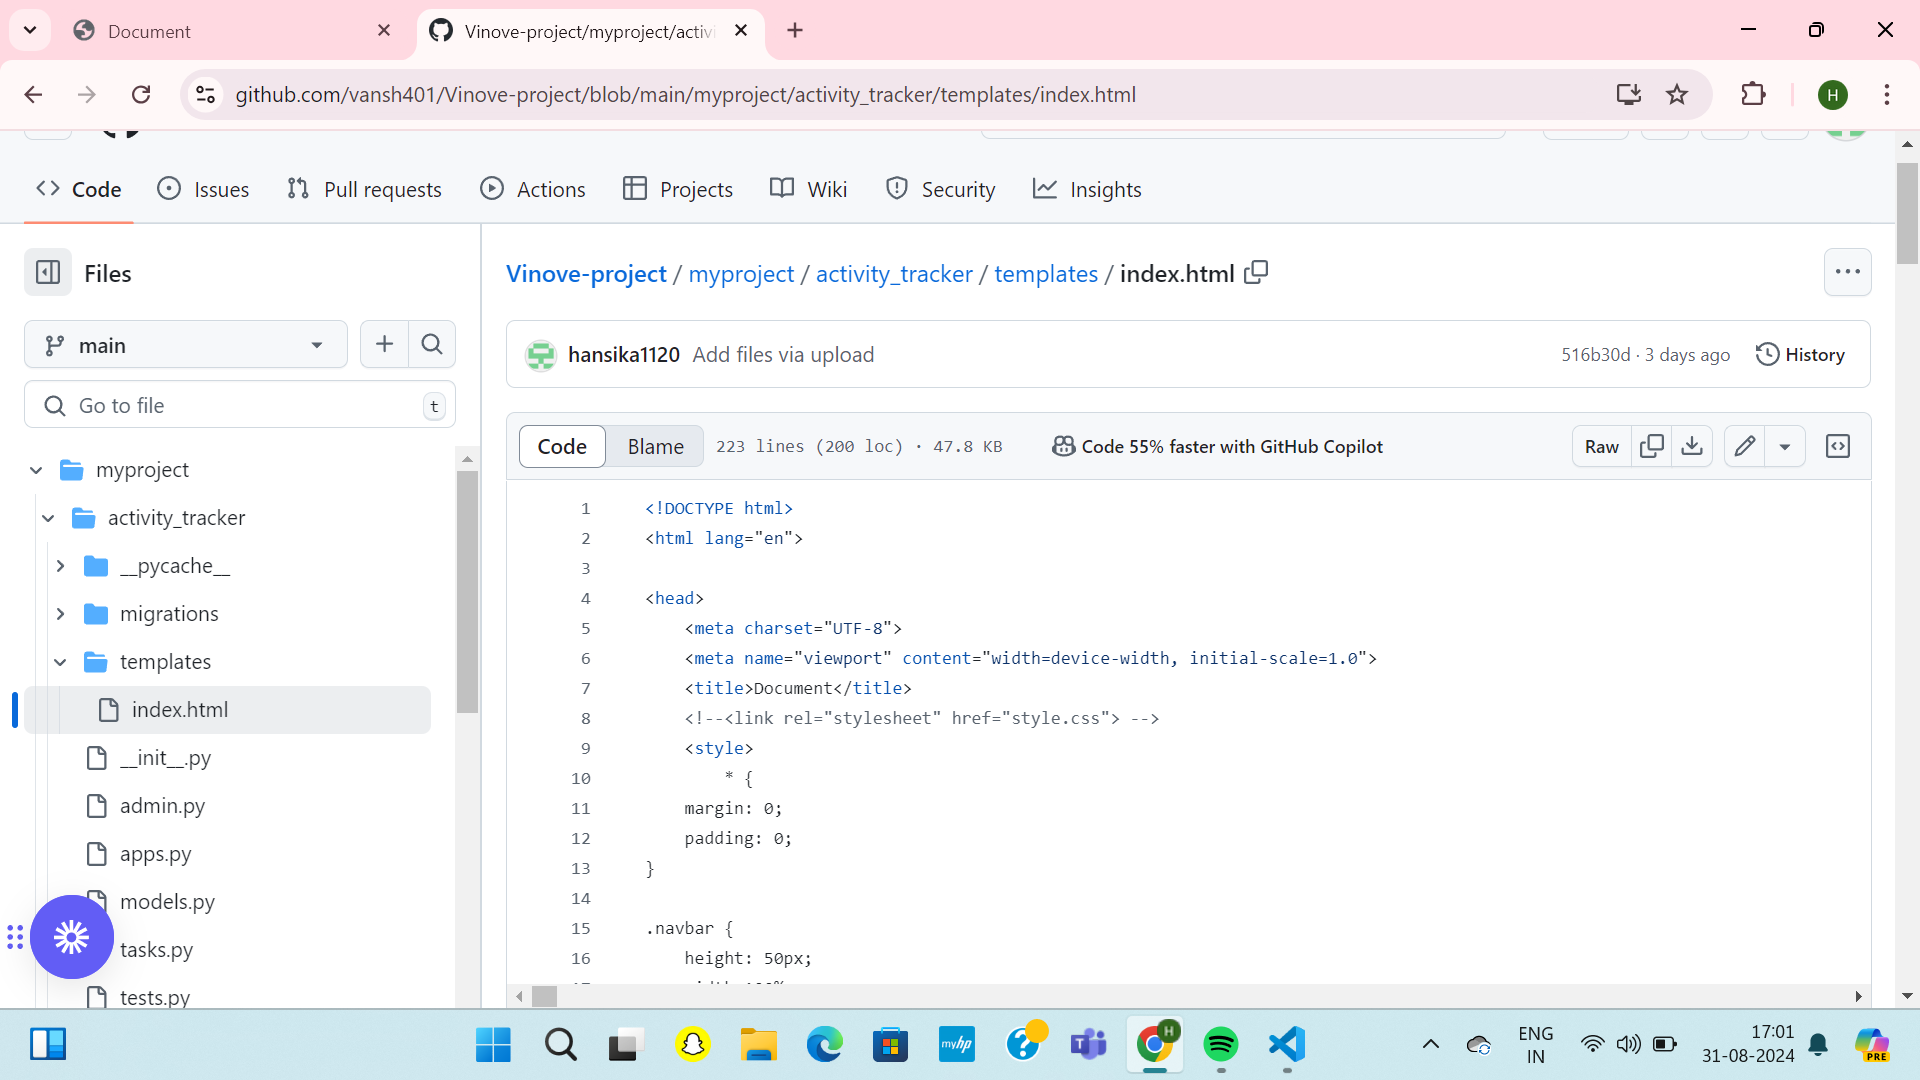 Document
Vinove-project/myproject/activi
github.com/vansh401/Vinove-project/blob/main/myproject/activity_tracker/templates/index.html
H
Code
Issues
Pull requests
Actions
Projects
Wiki
Security
Insights
Files
main
Go to file
t
myproject
activity_tracker
__pycache__
migrations
templates
index.html
__init__.py
admin.py
apps.py
models.py
tasks.py
tests.py
Vinove-project / myproject / activity_tracker / templates / index.html
hansika1120 Add files via upload
516b30d · 3 days ago
History
Code
Blame
223 lines (200 loc) · 47.8 KB
Code 55% faster with GitHub Copilot
Raw
1 <!DOCTYPE html>
2 <html lang="en">
3
4 <head>
5 <meta charset="UTF-8">
6 <meta name="viewport" content="width=device-width, initial-scale=1.0">
7 <title>Document</title>
8 <!--<link rel="stylesheet" href="style.css"> -->
9 <style>
10 * {
11 margin: 0;
12 padding: 0;
13 }
14
15 .navbar {
16 height: 50px;
myhp
?
T
H
ENG
IN
17:01
31-08-2024
PRE